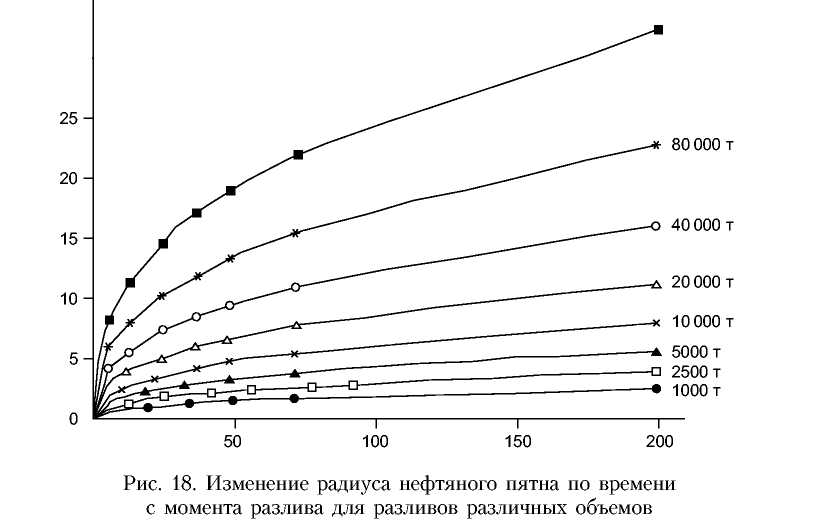 25
80 000 т
20
40 000 т
15
20 000 т
10
10 000 т
5
5000 т
2500 т
1000 т
0
50
100
150
200
Рис. 18. Изменение радиуса нефтяного пятна по времени
с момента разлива для разливов различных объемов